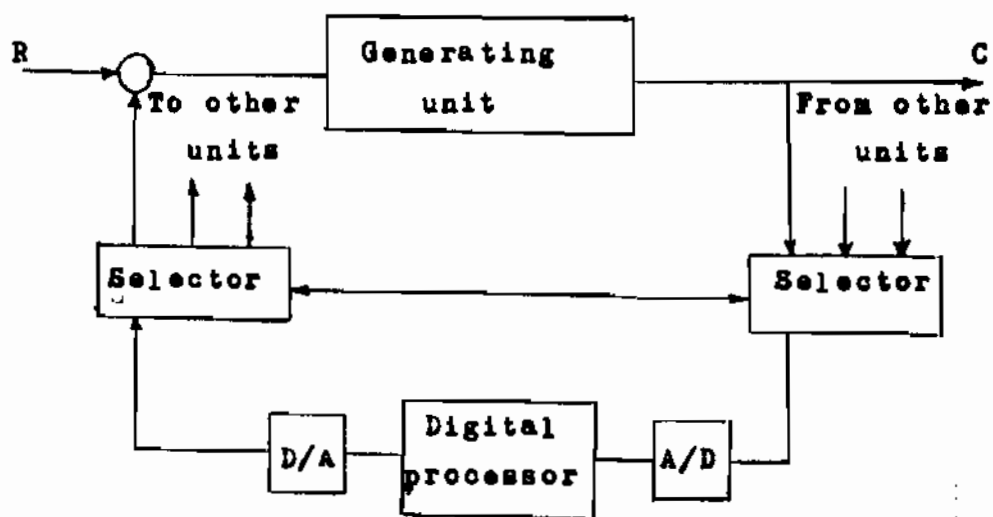 R
Generating
unit
C
To other
units
From other
units
Selector
Selector
D/A
Digital
processor
A/D